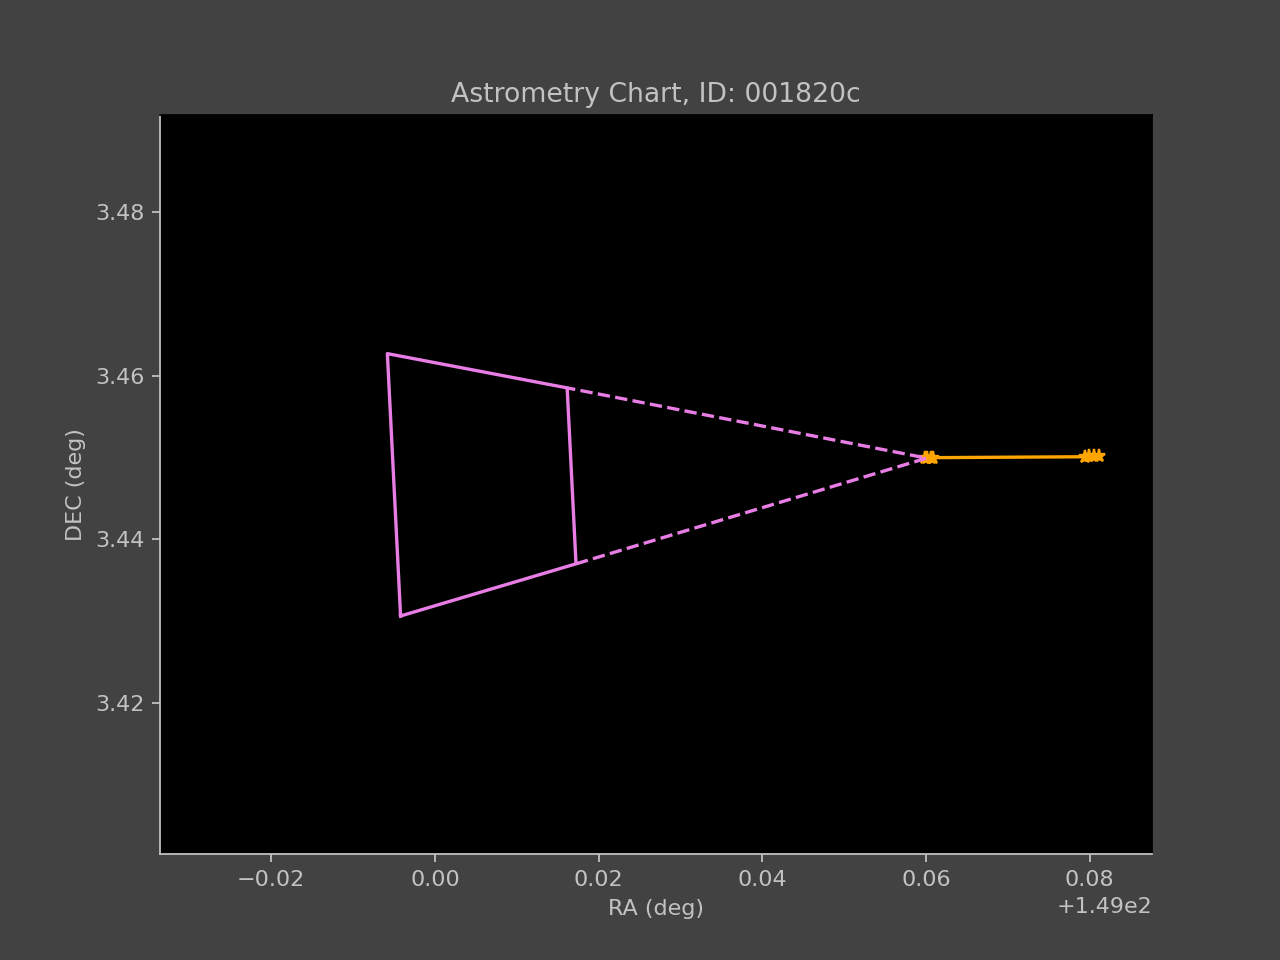 Astrometry Chart, ID: 001820c
3.48
3.46
3.44
3.42
DEC (deg)
−0.02 0.00 0.02 0.04 0.06 0.08
RA (deg)
+1.49e2